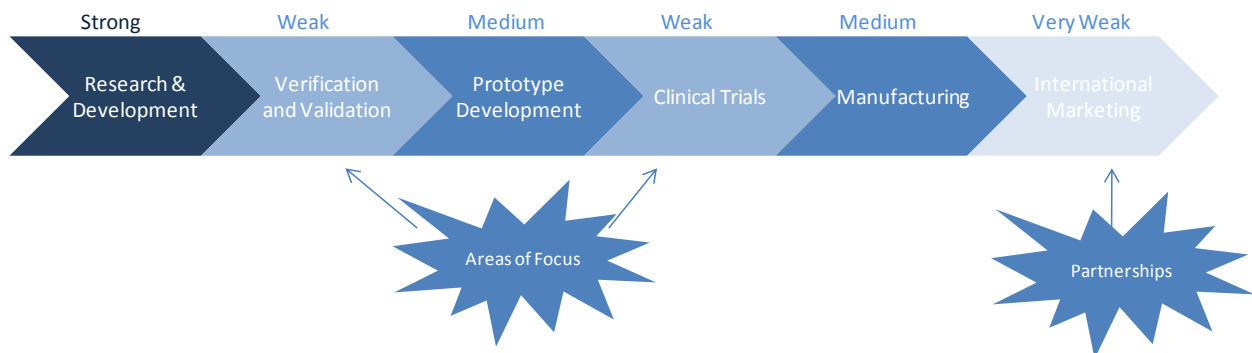 Strong
Weak
Medium
Weak
Medium
Very Weak
Research &
Development
Verification
and Validation
Prototype
Development
Clinical Trials
Manufacturing
International
Marketing
Areas of Focus
Partnerships